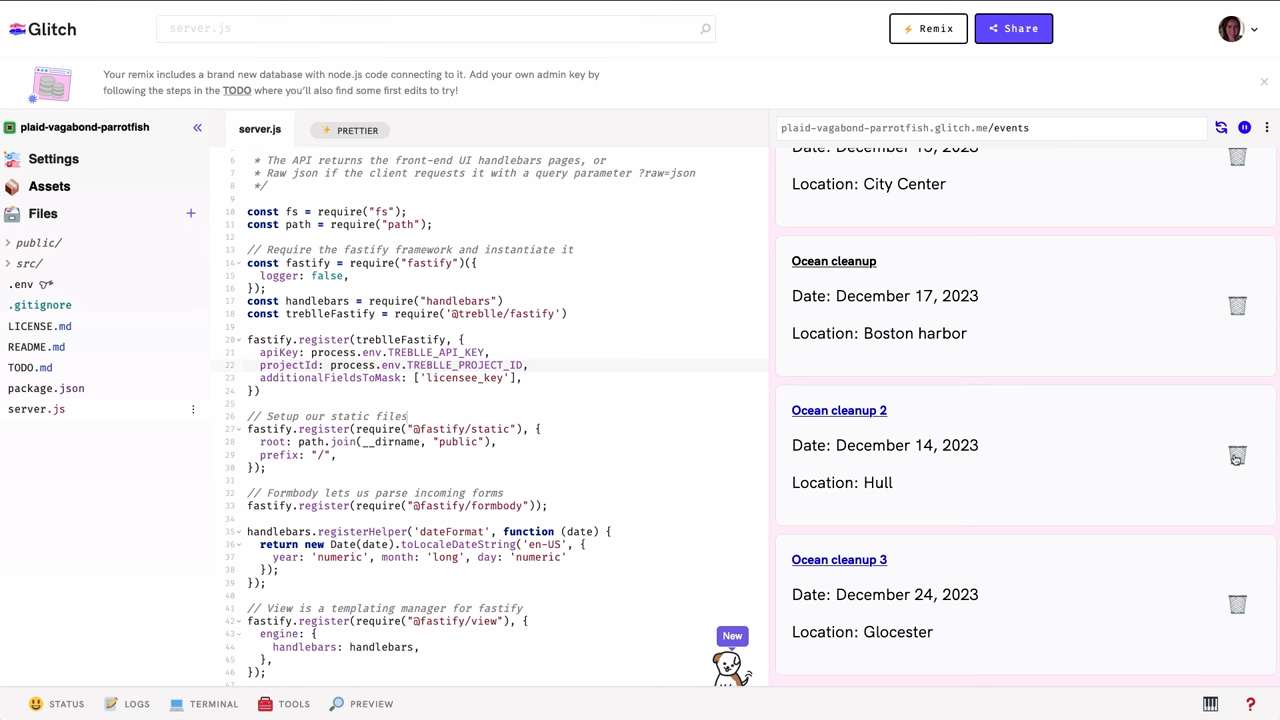 Glitch
server.js
Remix
Share
Your remix includes a brand new database with node.js code connecting to it. Add your own admin key by
following the steps in the TODO where you'll also find some first edits to try!
plaid-vagabond-parrotfish
Settings
Assets
Files
public/
src/
.env
.gitignore
LICENSE.md
README.md
TODO.md
package.json
server.js
server.js
PRETTIER
6 * The API returns the front-end UI handlebars pages, or
7 * Raw json if the client requests it with a query parameter ?raw=json
8 */
9
10 const fs = require("fs");
11 const path = require("path");
12
13 // Require the fastify framework and instantiate it
14 const fastify = require("fastify")({
15 logger: false,
16 });
17 const handlebars = require("handlebars")
18 const treblleFastify = require('@treblle/fastify')
19
20 fastify.register(treblleFastify, {
21 apiKey: process.env.TREBLLE_API_KEY,
22 projectId: process.env.TREBLLE_PROJECT_ID,
23 additionalFieldsToMask: ['licensee_key'],
24 })
25
26 // Setup our static files
27 fastify.register(require("@fastify/static"), {
28 root: path.join(__dirname, "public"),
29 prefix: "/",
30 });
31
32 // Formbody lets us parse incoming forms
33 fastify.register(require("@fastify/formbody"));
34
35 handlebars.registerHelper('dateFormat', function (date) {
36 return new Date(date).toLocaleDateString('en-US', {
37 year: 'numeric', month: 'long', day: 'numeric'
38 });
39 });
40
41 // View is a templating manager for fastify
42 fastify.register(require("@fastify/view"), {
43 engine: {
44 handlebars: handlebars,
45 },
46 });
plaid-vagabond-parrotfish.glitch.me/events
Location: City Center
Ocean cleanup
Date: December 17, 2023
Location: Boston harbor
Ocean cleanup 2
Date: December 14, 2023
Location: Hull
Ocean cleanup 3
Date: December 24, 2023
Location: Glocester
New
STATUS
LOGS
TERMINAL
TOOLS
PREVIEW
?